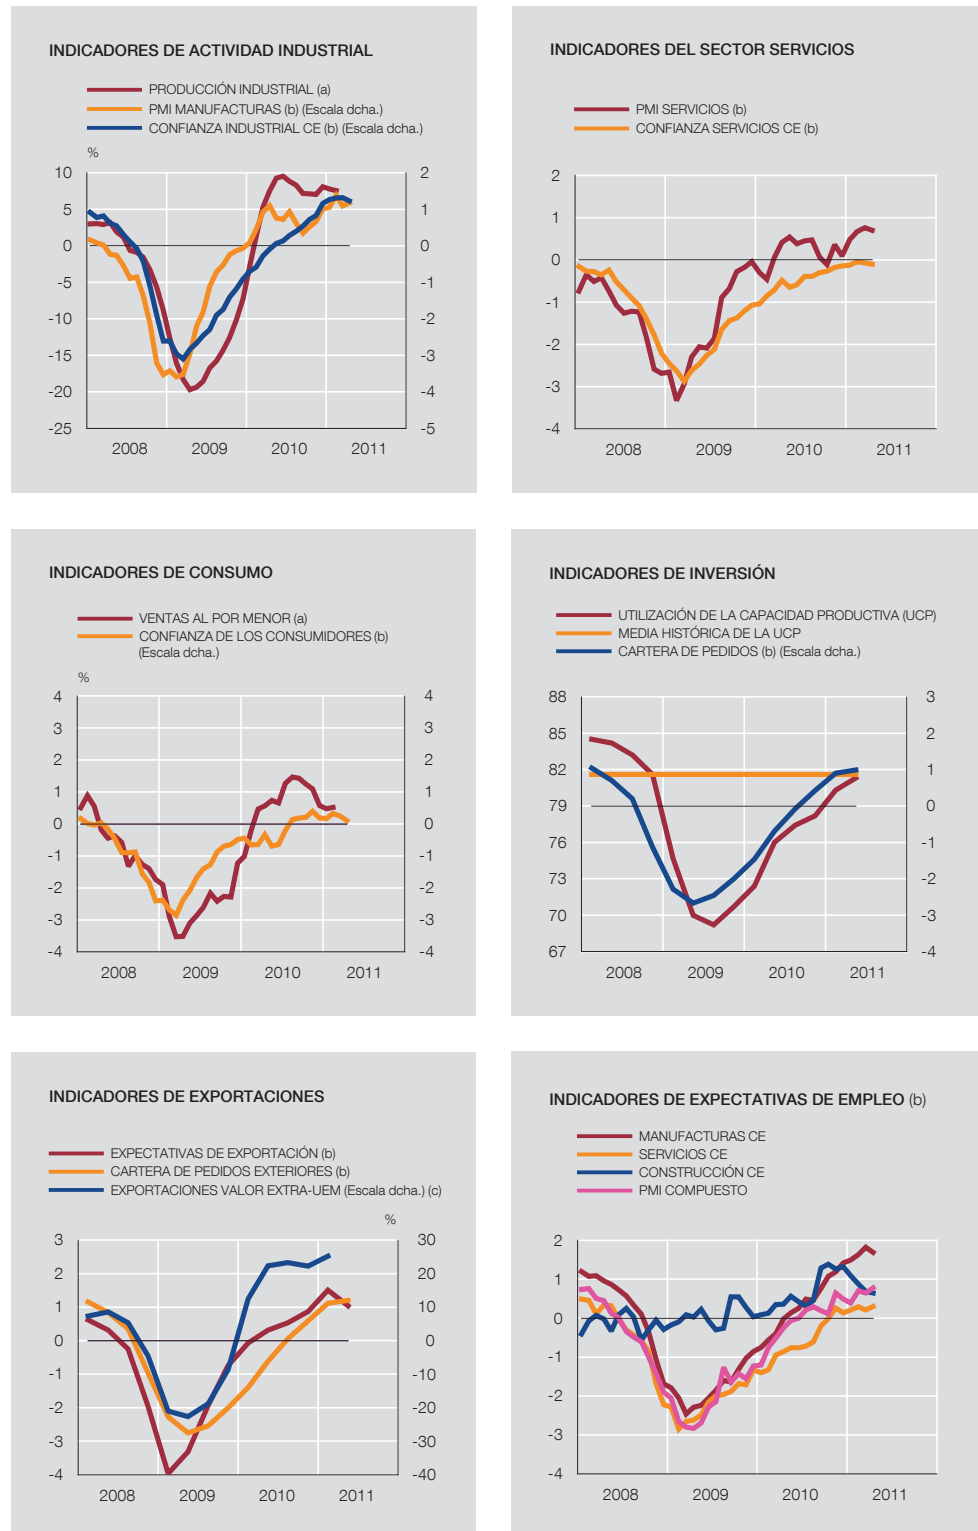 INDICADORES DE ACTIVIDAD INDUSTRIAL
PRODUCCIÓN INDUSTRIAL (a)
PMI MANUFACTURAS (b) (Escala dcha.)
CONFIANZA INDUSTRIAL CE (b) (Escala dcha.)
%
10 2
5 1
0 0
-5 -1
-10 -2
-15 -3
-20 -4
-25 -5
2008 2009 2010 2011
INDICADORES DEL SECTOR SERVICIOS
PMI SERVICIOS (b)
CONFIANZA SERVICIOS CE (b)
2
1
0
-1
-2
-3
-4
2008 2009 2010 2011
INDICADORES DE CONSUMO
VENTAS AL POR MENOR (a)
CONFIANZA DE LOS CONSUMIDORES (b)
(Escala dcha.)
%
4 4
3 3
2 2
1 1
0 0
-1 -1
-2 -2
-3 -3
-4 -4
2008 2009 2010 2011
INDICADORES DE INVERSIÓN
UTILIZACIÓN DE LA CAPACIDAD PRODUCTIVA (UCP)
MEDIA HISTÓRICA DE LA UCP
CARTERA DE PEDIDOS (b) (Escala dcha.)
88 3
85 2
82 1
79 0
76 -1
73 -2
70 -3
67 -4
2008 2009 2010 2011
INDICADORES DE EXPORTACIONES
EXPECTATIVAS DE EXPORTACIÓN (b)
CARTERA DE PEDIDOS EXTERIORES (b)
EXPORTACIONES VALOR EXTRA-UEM (Escala dcha.) (c)
%
3 30
2 20
1 10
0 0
-1 -10
-2 -20
-3 -30
-4 -40
2008 2009 2010 2011
INDICADORES DE EXPECTATIVAS DE EMPLEO (b)
MANUFACTURAS CE
SERVICIOS CE
CONSTRUCCIÓN CE
PMI COMPUESTO
2
1
0
-1
-2
-3
-4
2008 2009 2010 2011